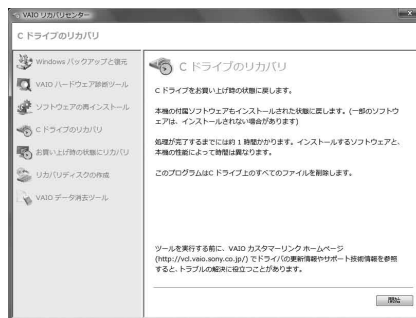 VAIO リカバリセンター
C ドライブのリカバリ
Windows バックアップと復元
VAIO ハードウェア診断ツール
ソフトウェアの再インストール
C ドライブのリカバリ
お買い上げ時の状態にリカバリ
リカバリディスクの作成
VAIO データ消去ツール
C ドライブのリカバリ
C ドライブをお買い上げ時の状態に戻します。
本機の付属ソフトウェアもインストールされた状態に戻します。(一部のソフトウ
ェアは、インストールされない場合があります)
処理が完了するまでには約 1 時間かかります。インストールするソフトウェアと、
本機の性能によって時間は異なります。
このプログラムはC ドライブ上のすべてのファイルを削除します。
ツールを実行する前に、VAIO カスタマーリンク ホームページ
(http://vcl.vaio.sony.co.jp/) でドライバの更新情報やサポート技術情報を参照
すると、トラブルの解決に役立つことがあります。
開始